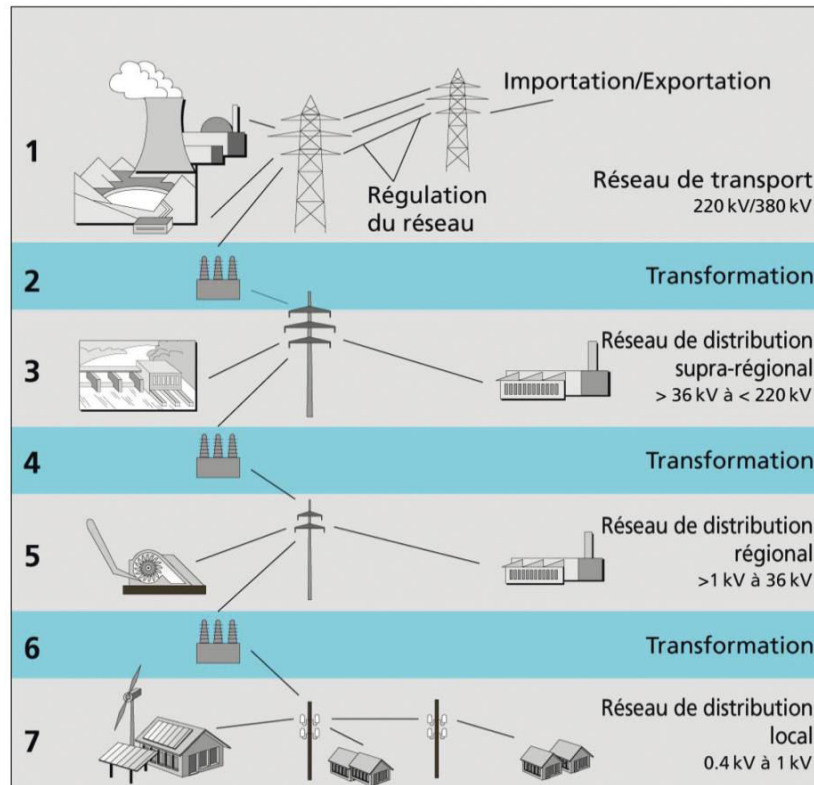 Importation/Exportation
1
Régulation
du réseau
Réseau de transport
220 kV/380 kV
2
Transformation
3
Réseau de distribution
supra-régional
> 36 kV à < 220 kV
4
Transformation
5
Réseau de distribution
régional
>1 kV à 36 kV
6
Transformation
7
Réseau de distribution
local
0.4 kV à 1 kV